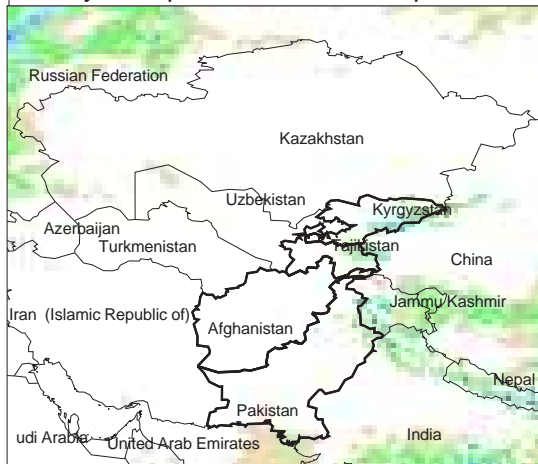 Russian Federation
Kazakhstan
Uzbekistan
Kyrgyzstan
Azerbaijan
Turkmenistan
Tajikistan
China
Jammu Kashmir
Iran (Islamic Republic of)
Afghanistan
Nepal
Pakistan
udi Arabia
United Arab Emirates
India